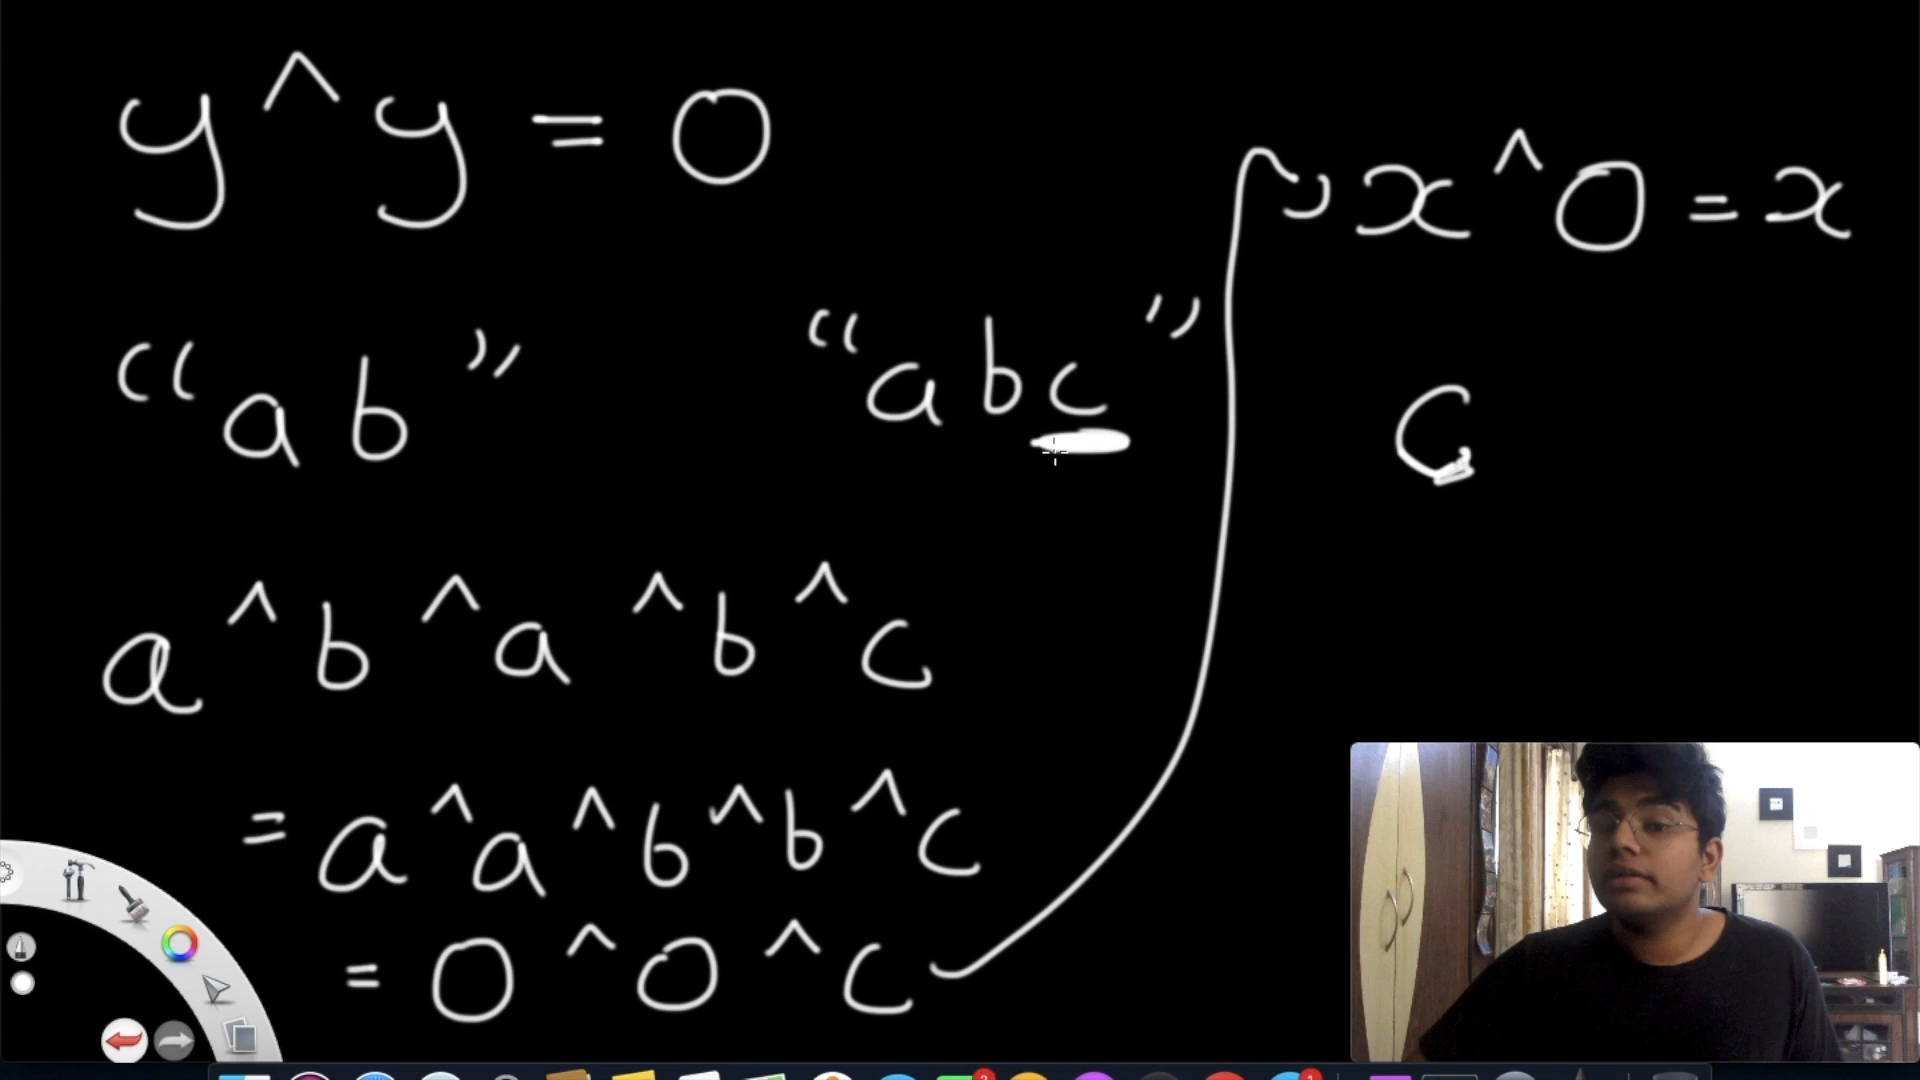 y ^ y = 0
x ^ 0 = x
“ab”
“abc”
c
a ^ b ^ a ^ b ^ c
= a ^ a ^ b ^ b ^ c
= 0 ^ 0 ^ c